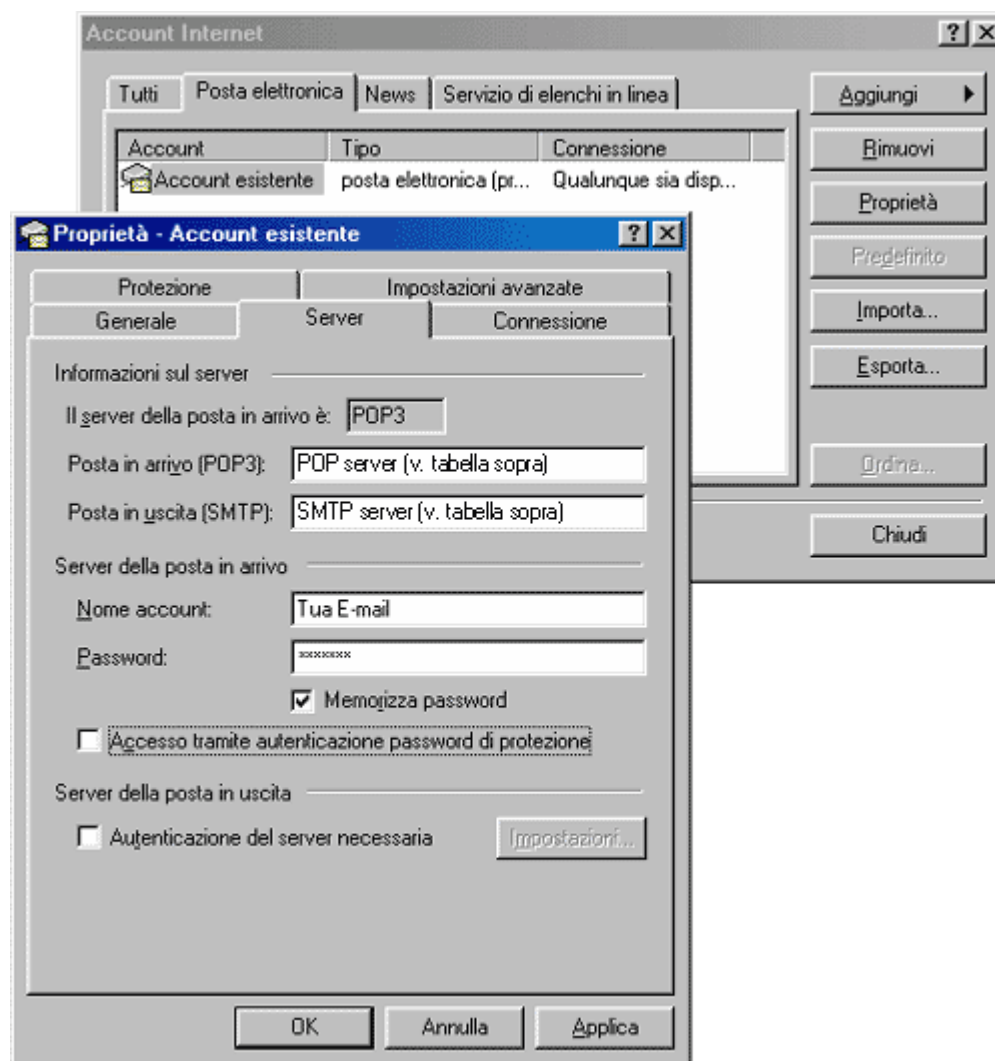 Account Internet
Tutti
Posta elettronica
News
Servizio di elenchi in linea
Account Tipo Connessione
Account esistente posta elettronica (pr... Qualunque sia disp...
Aggiungi
Rimuovi
Proprietà
Predefinito
Importa...
Esporta...
Ordina...
Chiudi
Proprietà - Account esistente
Protezione
Impostazioni avanzate
Generale
Server
Connessione
Informazioni sul server
Il server della posta in arrivo è: POP3
Posta in arrivo (POP3): POP server (v. tabella sopra)
Posta in uscita (SMTP): SMTP server (v. tabella sopra)
Server della posta in arrivo
Nome account: Tua E-mail
Password: *******
Memorizza password
Accesso tramite autenticazione password di protezione
Server della posta in uscita
Autenticazione del server necessaria Impostazioni...
OK
Annulla
Applica